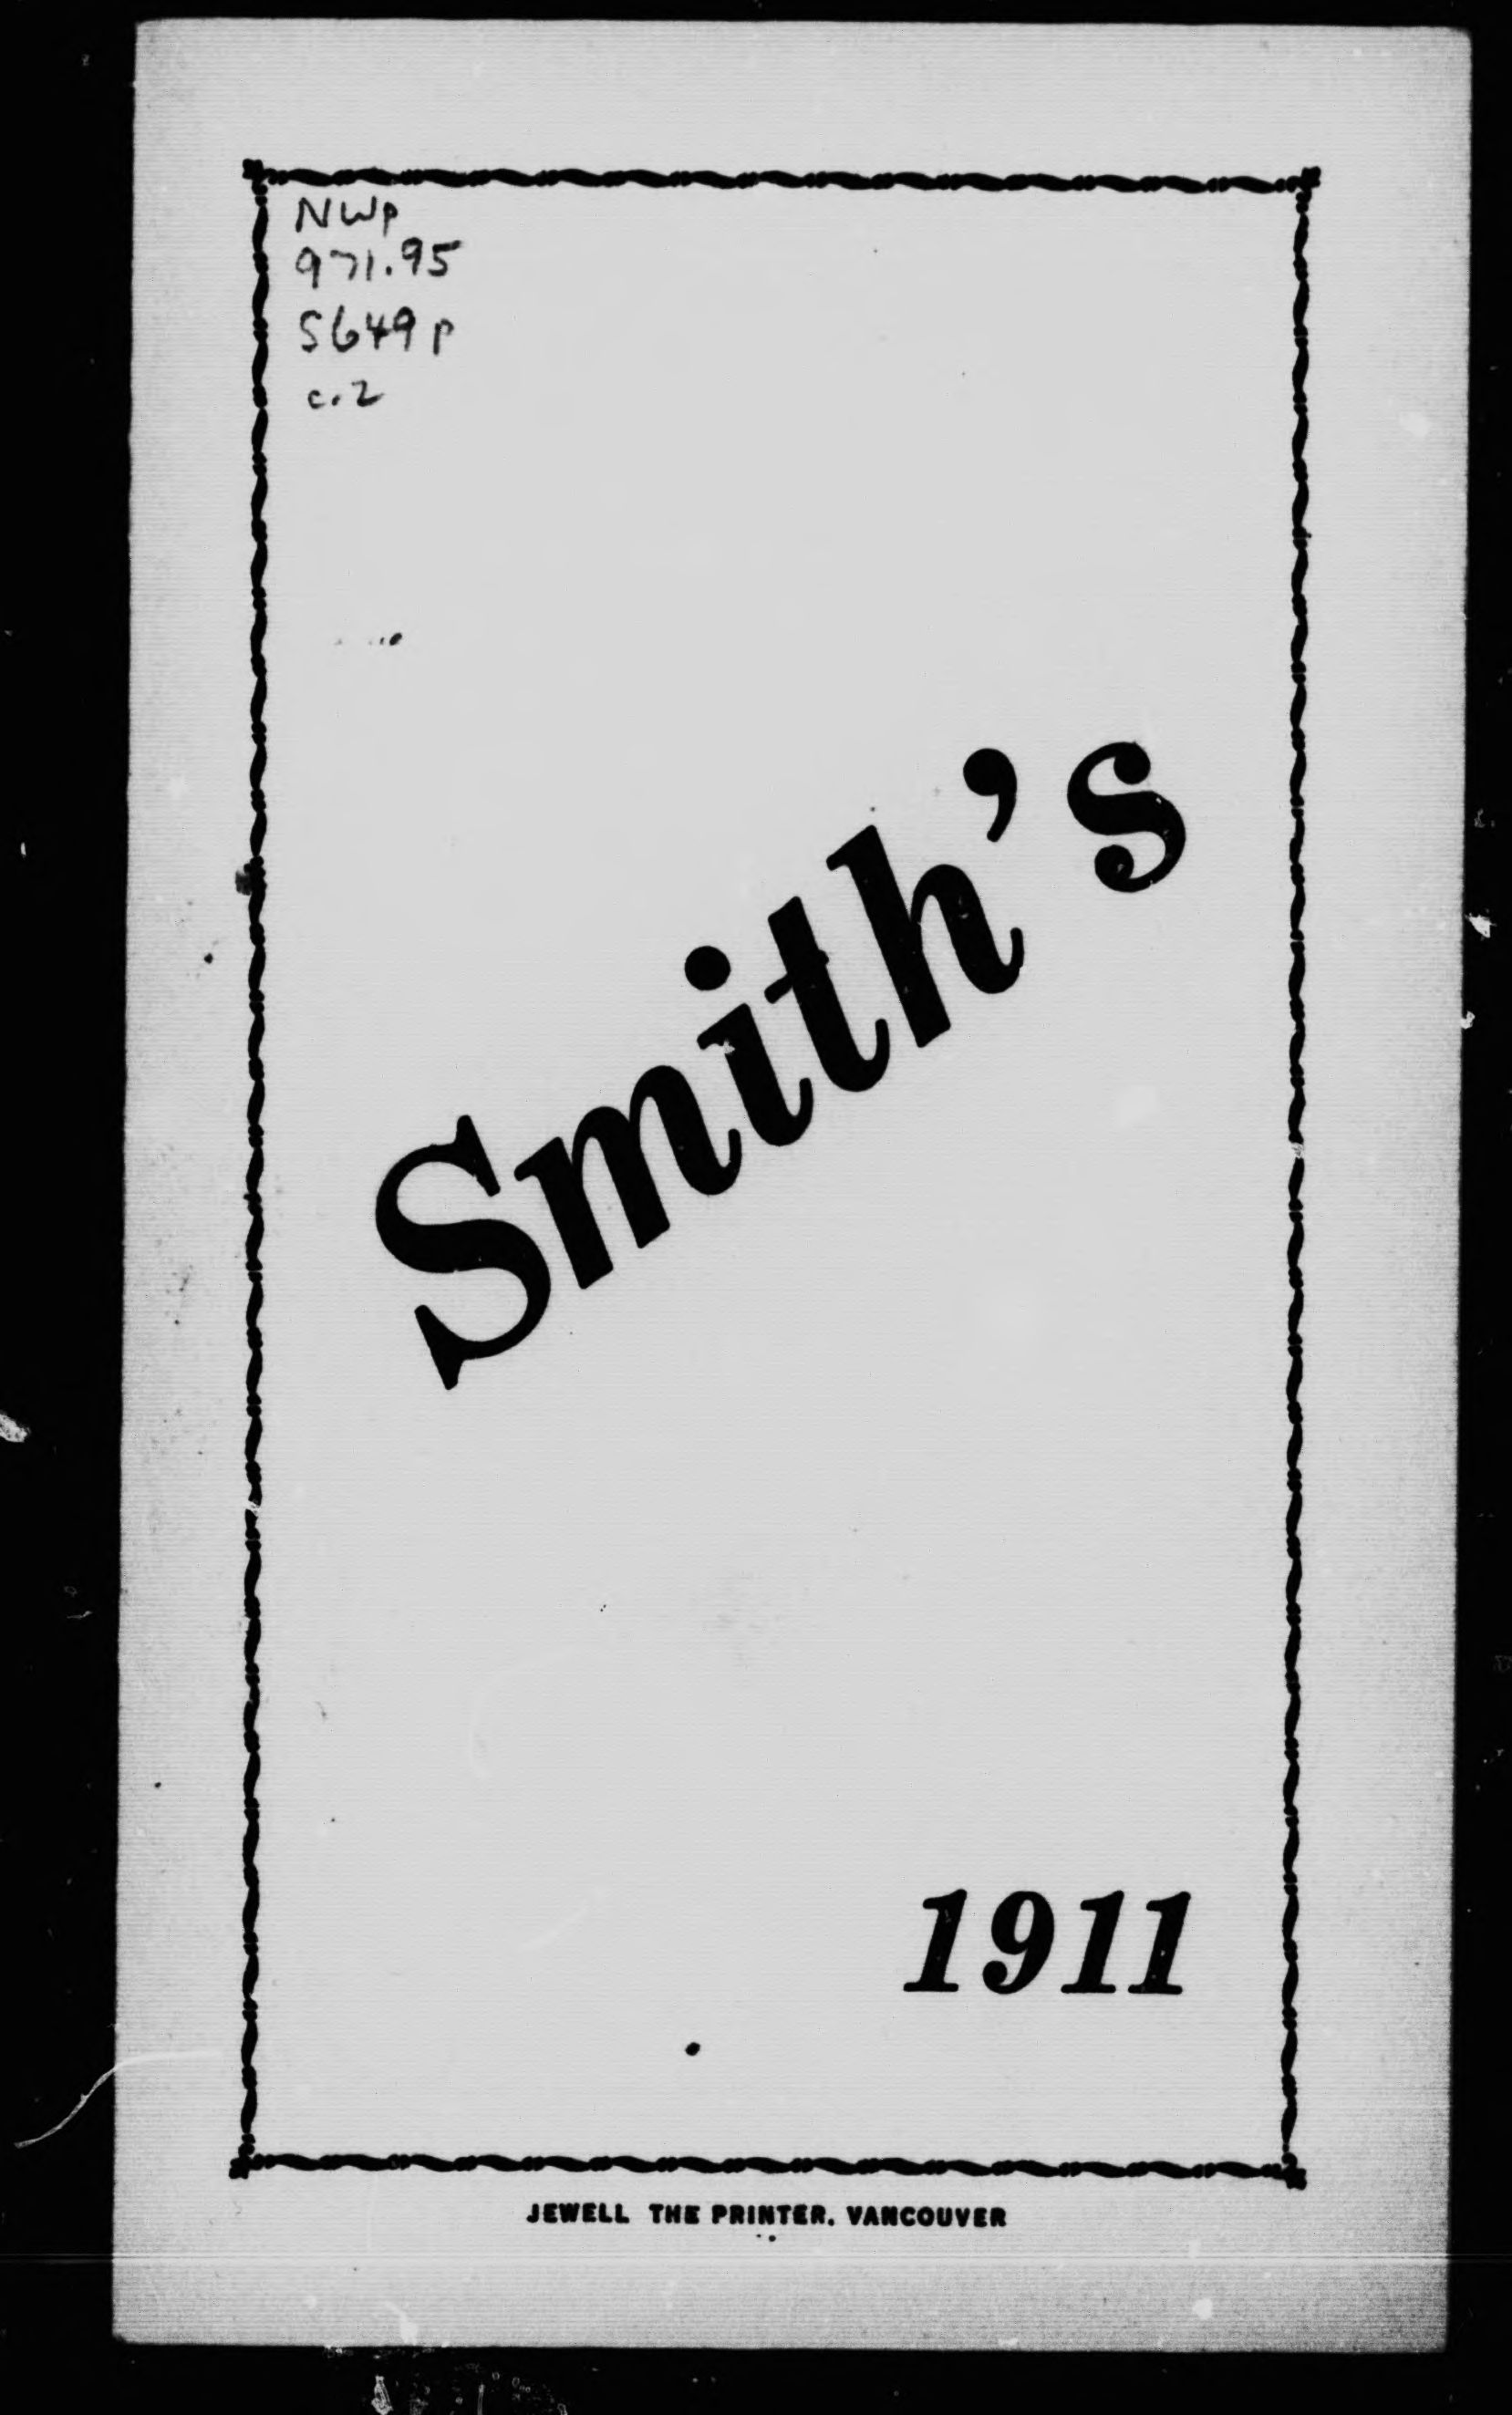 NWp
971.95
S649p
c.2
Smith's
1911
JEWELL THE PRINTER. VANCOUVER